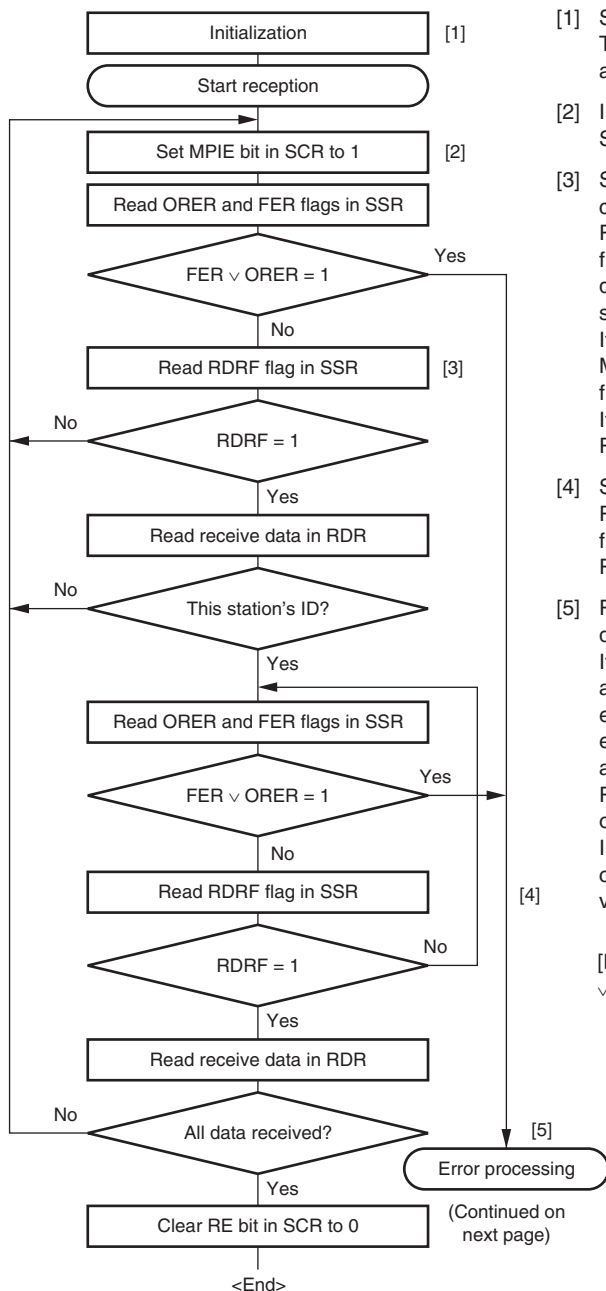 Initialization
[1]
Start reception
Set MPIE bit in SCR to 1
[2]
Read ORER and FER flags in SSR
FER ∨ ORER = 1
Yes
No
Read RDRF flag in SSR
[3]
No
RDRF = 1
Yes
Read receive data in RDR
No
This station's ID?
Yes
Read ORER and FER flags in SSR
Yes
FER ∨ ORER = 1
No
Read RDRF flag in SSR
[4]
No
RDRF = 1
Yes
Read receive data in RDR
No
All data received?
[5]
Error processing
Yes
(Continued on
next page)
Clear RE bit in SCR to 0
<End>
[1]
[2]
[3]
[4]
[5]